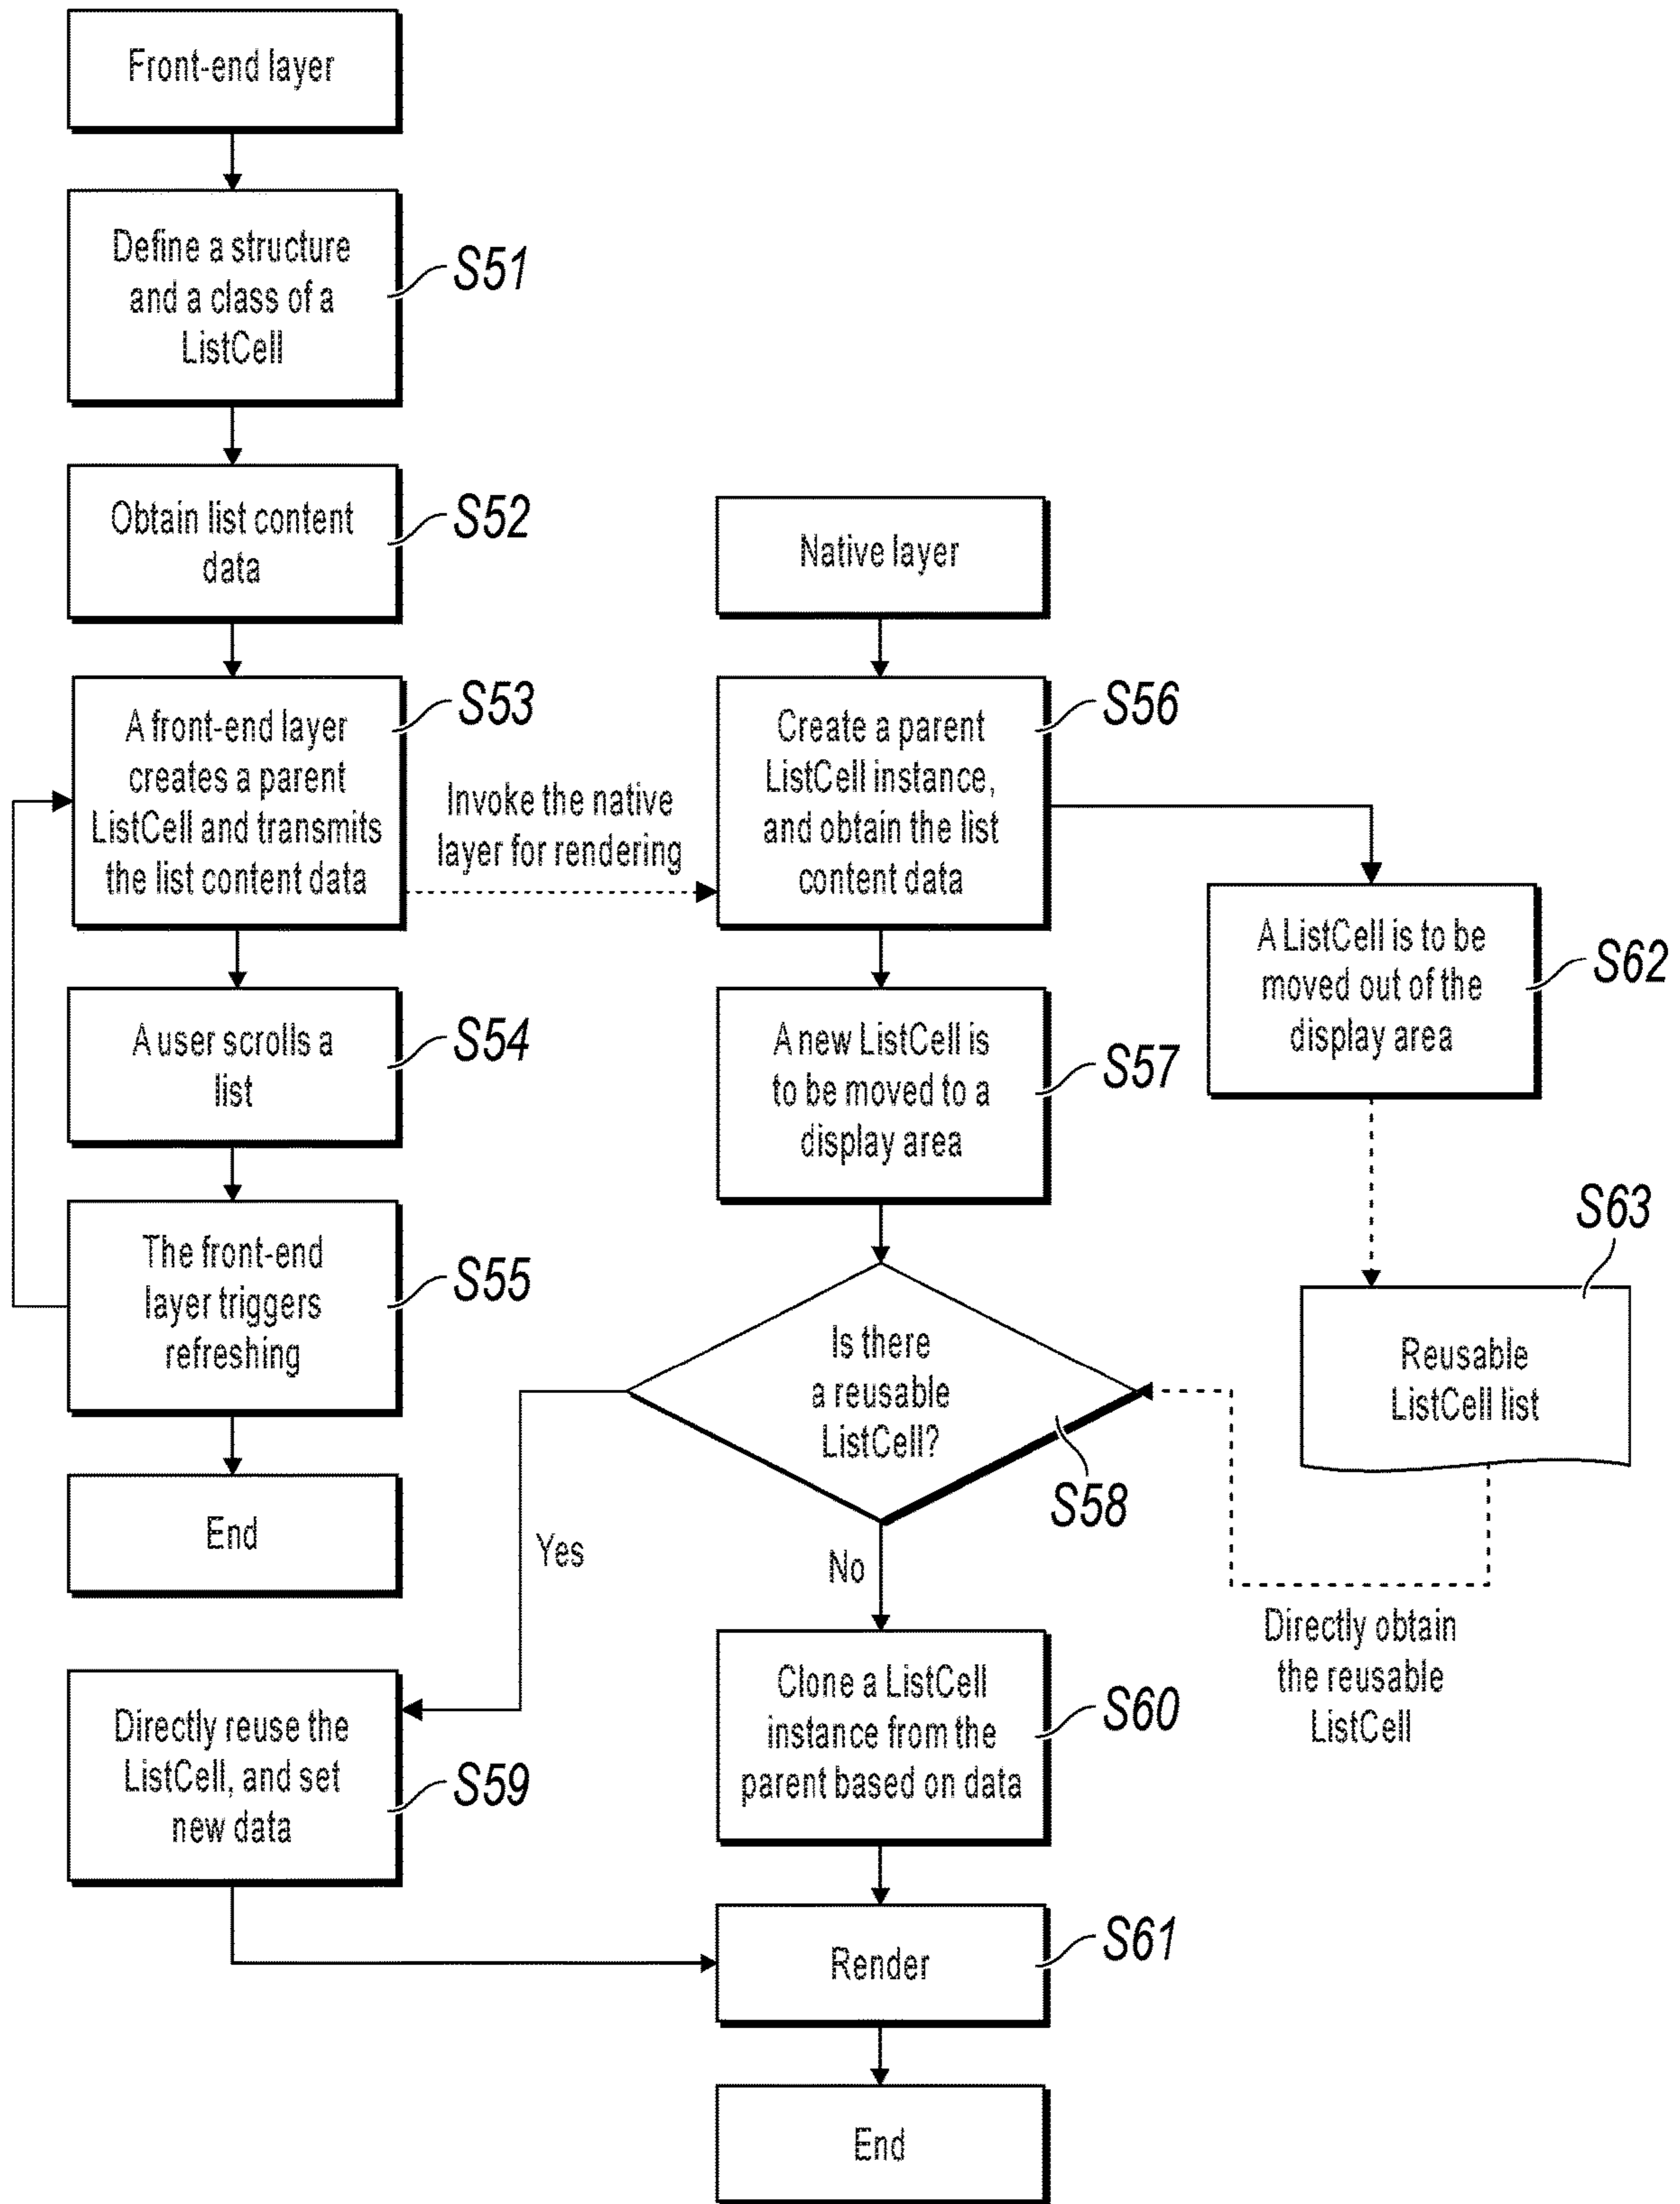 Front-end layer
Define a structure
and a class of a
ListCell
S51
Obtain list content
data
S52
A front-end layer
creates a parent
ListCell and transmits
the list content data
S53
Invoke the native
layer for rendering
A user scrolls a
list
S54
The front-end
layer triggers
refreshing
S55
End
Native layer
Create a parent
ListCell instance,
and obtain the list
content data
S56
A new ListCell is
to be moved to a
display area
S57
Is there
a reusable
ListCell?
S58
Yes
No
Directly reuse the
ListCell, and set
new data
S59
Clone a ListCell
instance from the
parent based on data
S60
Render
S61
End
A ListCell is to be
moved out of the
display area
S62
S63
Reusable
ListCell list
Directly obtain
the reusable
ListCell